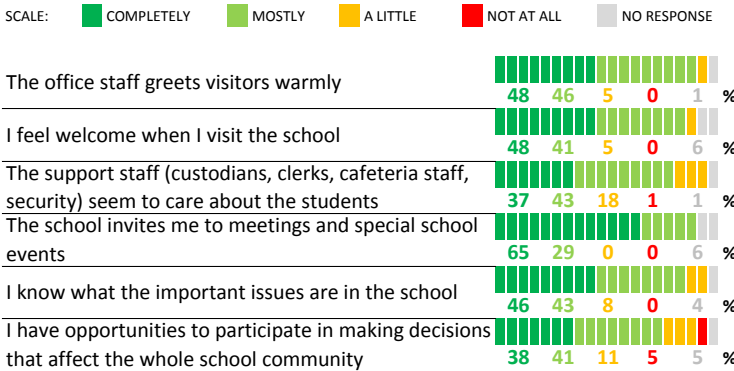 SCALE: COMPLETELY MOSTLY A LITTLE NOT AT ALL NO RESPONSE
The office staff greets visitors warmly
48 46 5 0 1 %
I feel welcome when I visit the school
48 41 5 0 6 %
The support staff (custodians, clerks, cafeteria staff,
security) seem to care about the students
37 43 18 1 1 %
The school invites me to meetings and special school
events
65 29 0 0 6 %
I know what the important issues are in the school
46 43 8 0 4 %
I have opportunities to participate in making decisions
that affect the whole school community
38 41 11 5 5 %